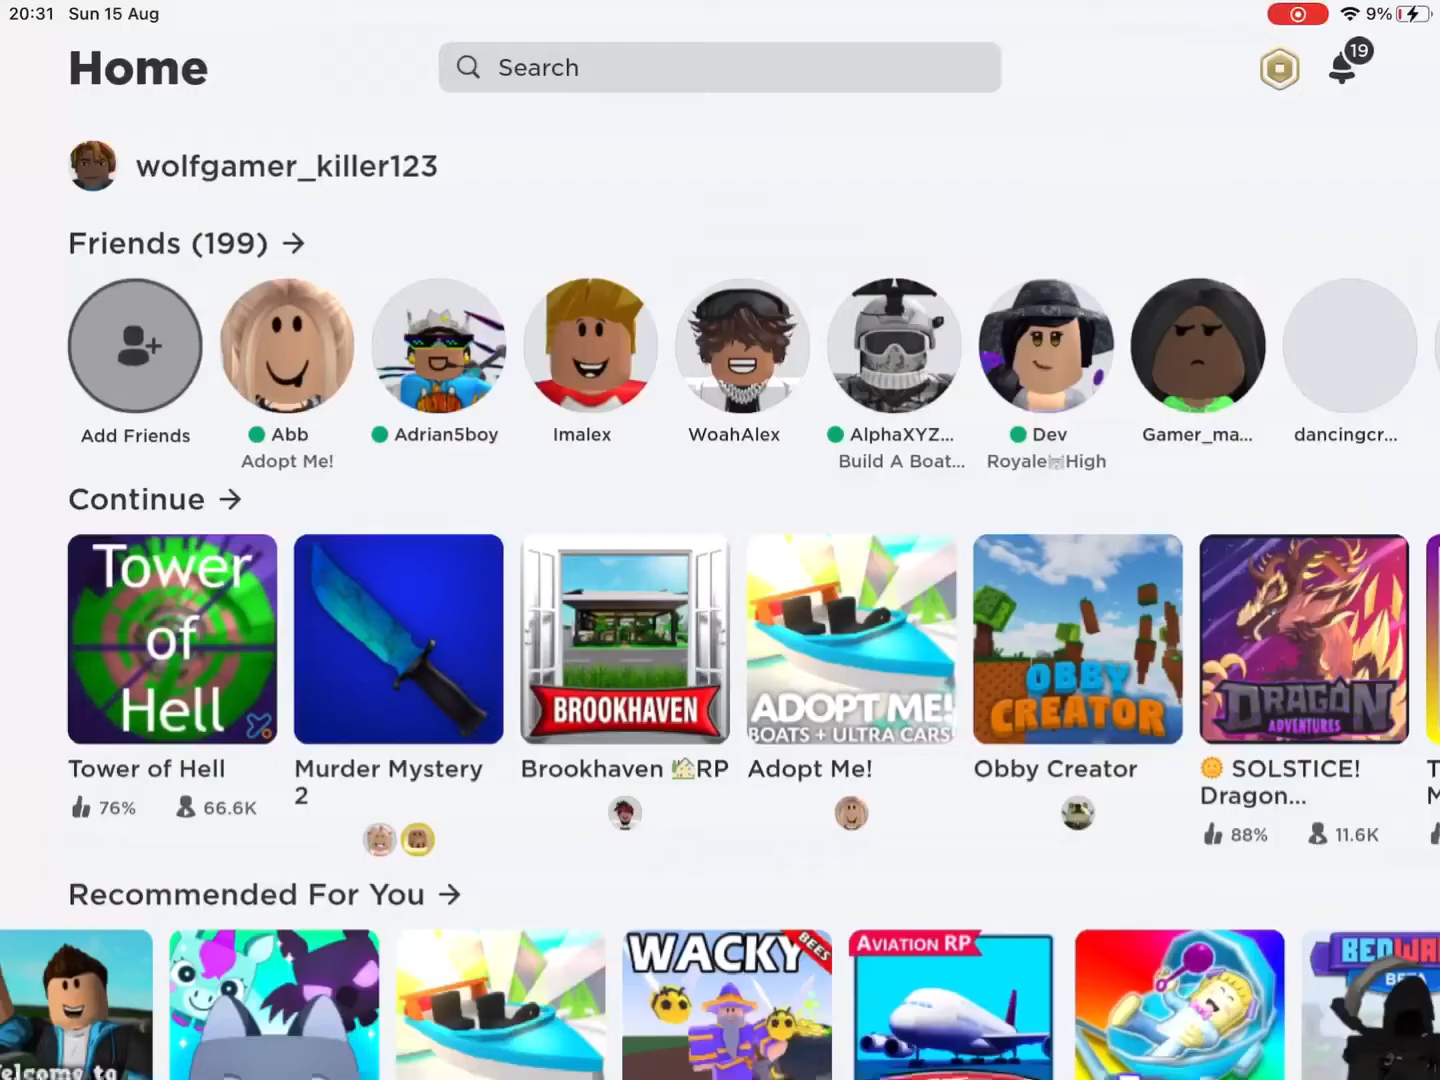 20:31 Sun 15 Aug 9%
Home
Search
19
wolfgamer_killer123
Friends (199) →
Add Friends
Abb
Adopt Me!
Adrian5boy
Imalex
WoahAlex
AlphaXYZ...
Build A Boat...
Dev
Royale High
Gamer_ma...
dancingcr...
Continue →
Tower
of
Hell
BROOKHAVEN
ADOPT ME!
BOATS + ULTRA CARS
OBBY
CREATOR
DRAGON
ADVENTURES
Tower of Hell
76% 66.6K
Murder Mystery
2
Brookhaven 🏡RP
Adopt Me!
Obby Creator
🌞 SOLSTICE!
Dragon...
88% 11.6K
Recommended For You →
WACKY
BEES
AVIATION RP